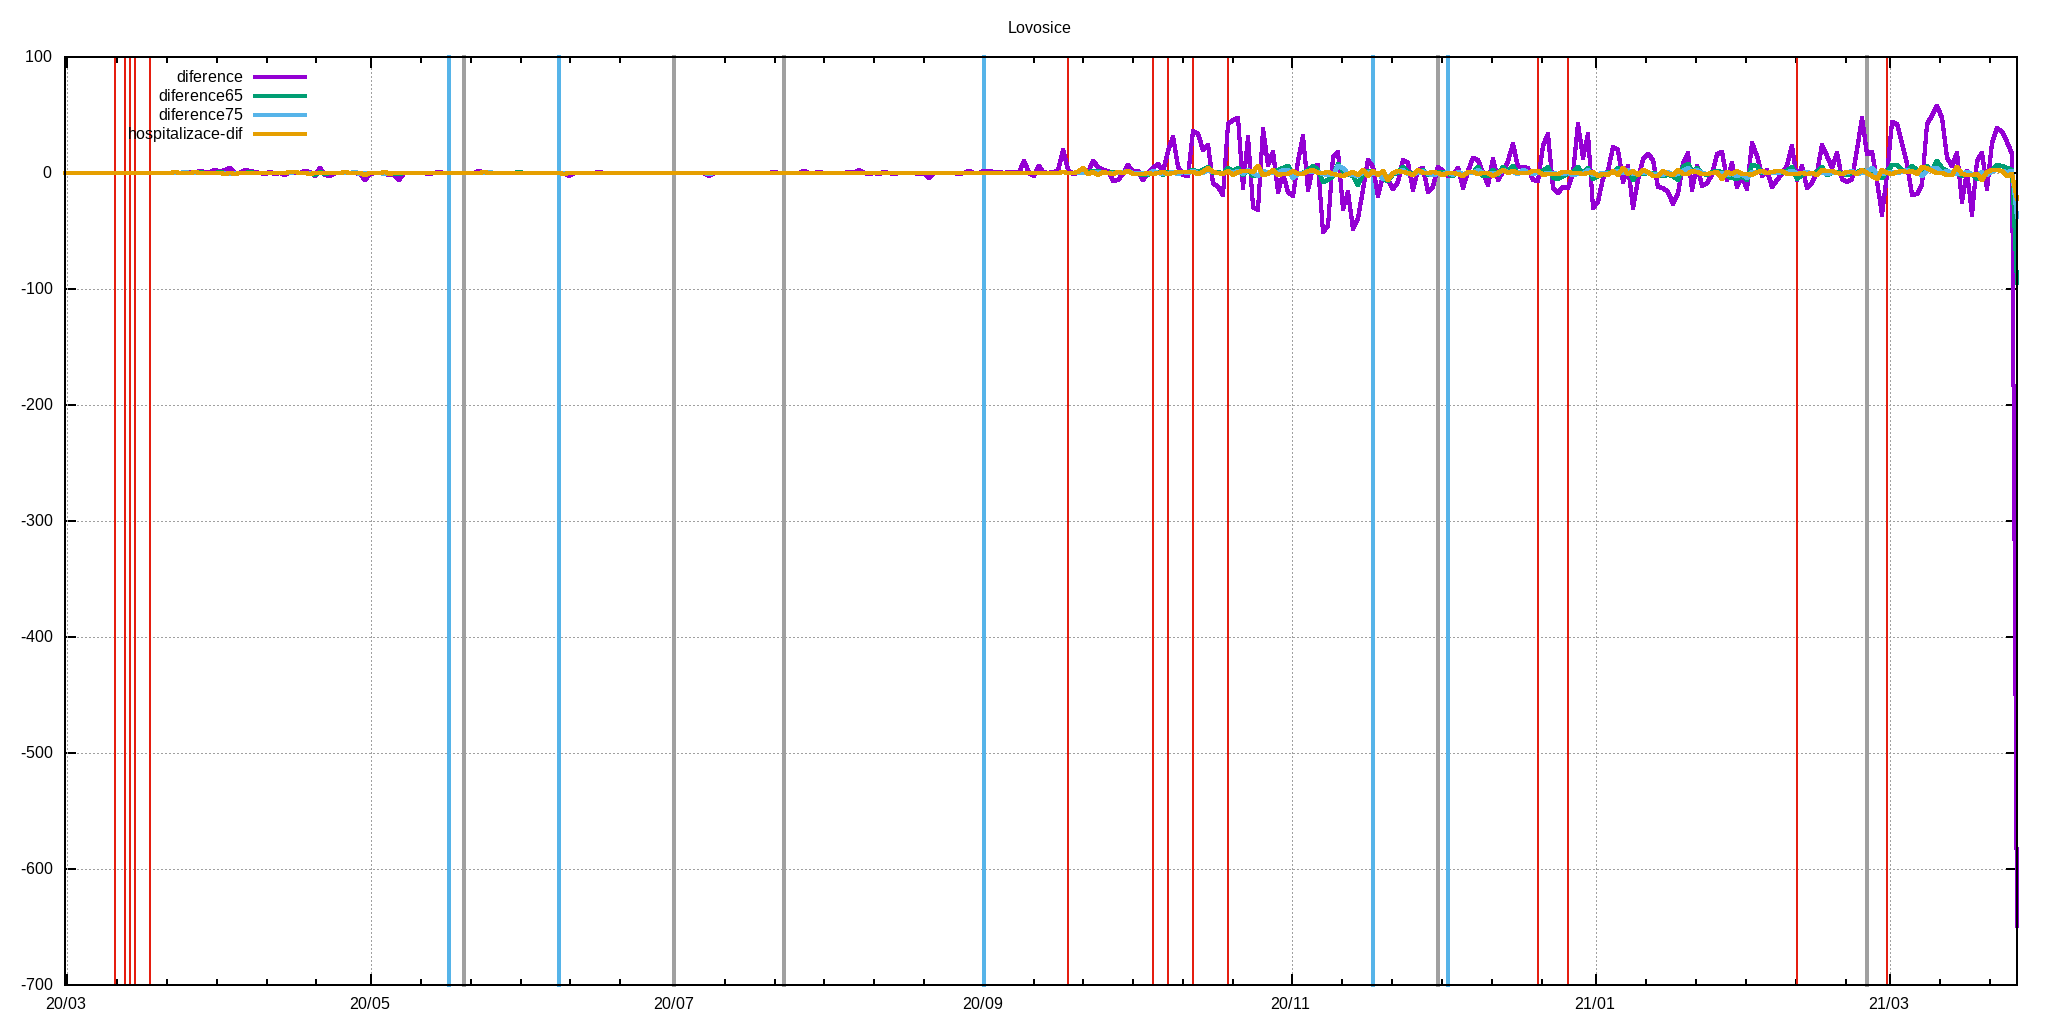 Lovosice
100
diference
diference65
diference75
hospitalizace-dif
0
-100
-200
-300
-400
-500
-600
-700
20/03 20/05 20/07 20/09 20/11 21/01 21/03